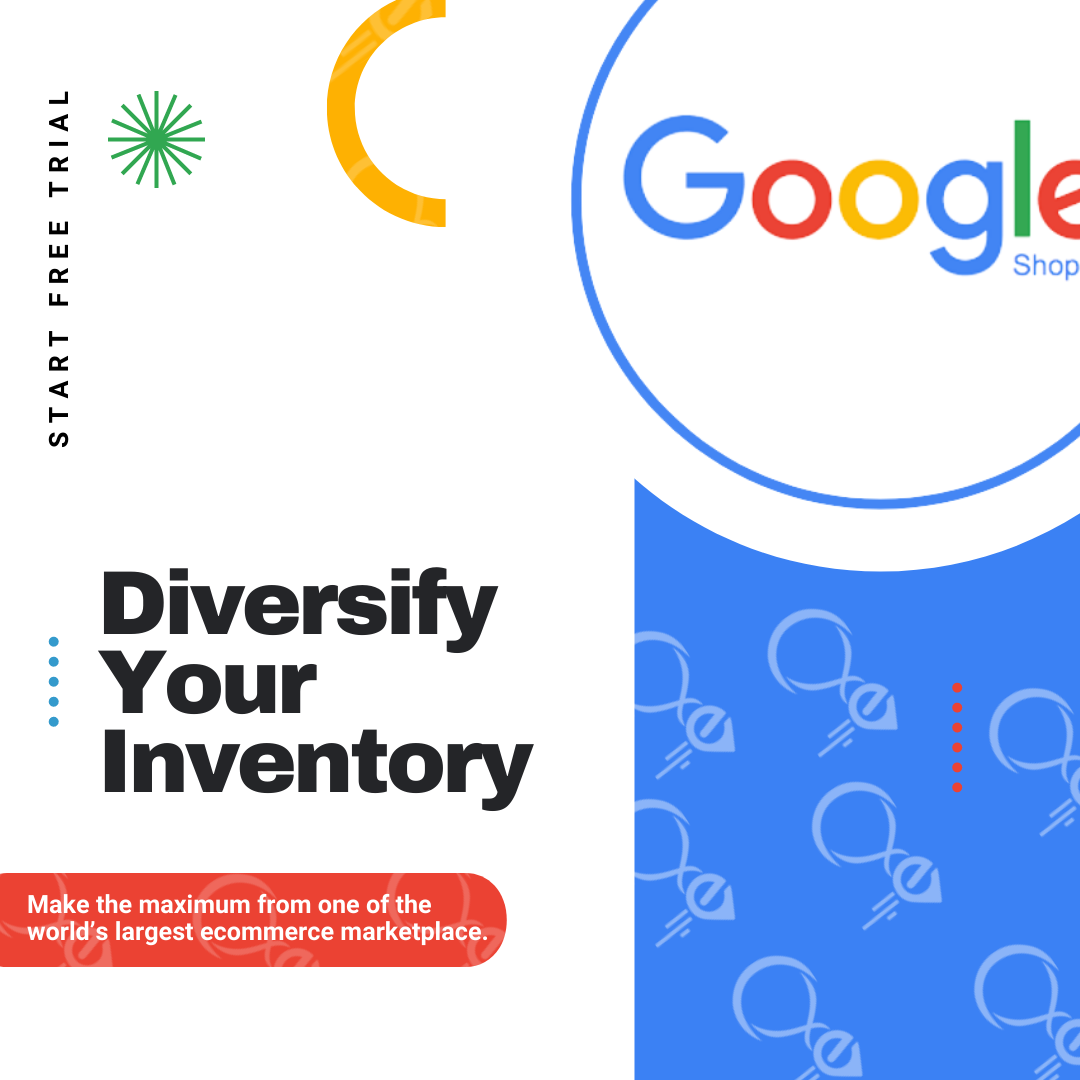 START FREE TRIAL
Google
Shop
Diversify
Your
Inventory
Make the maximum from one of the
world’s largest ecommerce marketplace.